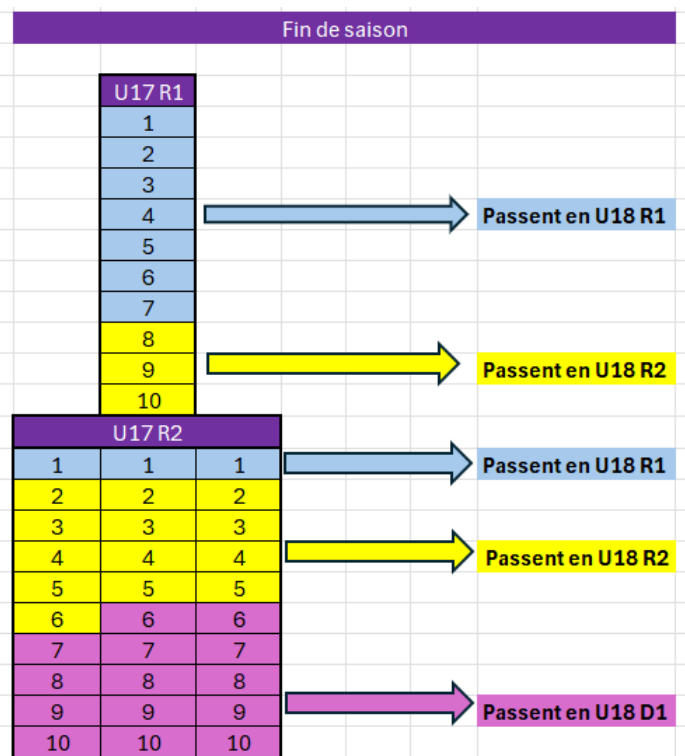 Fin de saison
U17 R1
1
2
3
4 Passent en U18 R1
5
6
7
8
9 Passent en U18 R2
10
U17 R2
1 1 1 Passent en U18 R1
2 2 2
3 3 3
4 4 4 Passent en U18 R2
5 5 5
6 6 6
7 7 7
8 8 8
9 9 9 Passent en U18 D1
10 10 10